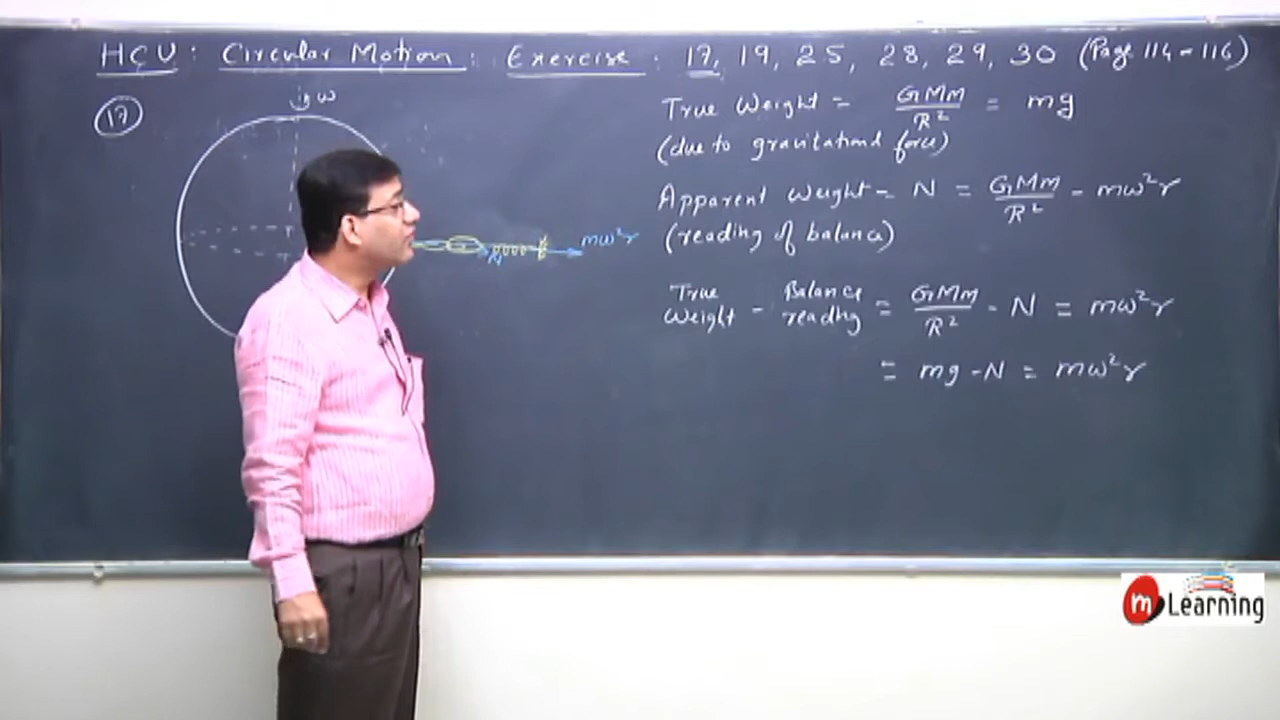 HCV : Circular Motion : Exercise : 17, 19, 25, 28, 29, 30 (Page 114 - 116)
17
ω
mω²r
N
True Weight = GMm/R² = mg
(due to gravitational force)
Apparent Weight = N = GMm/R² - mω²r
(reading of balance)
True Weight - Balance reading = GMm/R² - N = mω²r
= mg - N = mω²r
m Learning